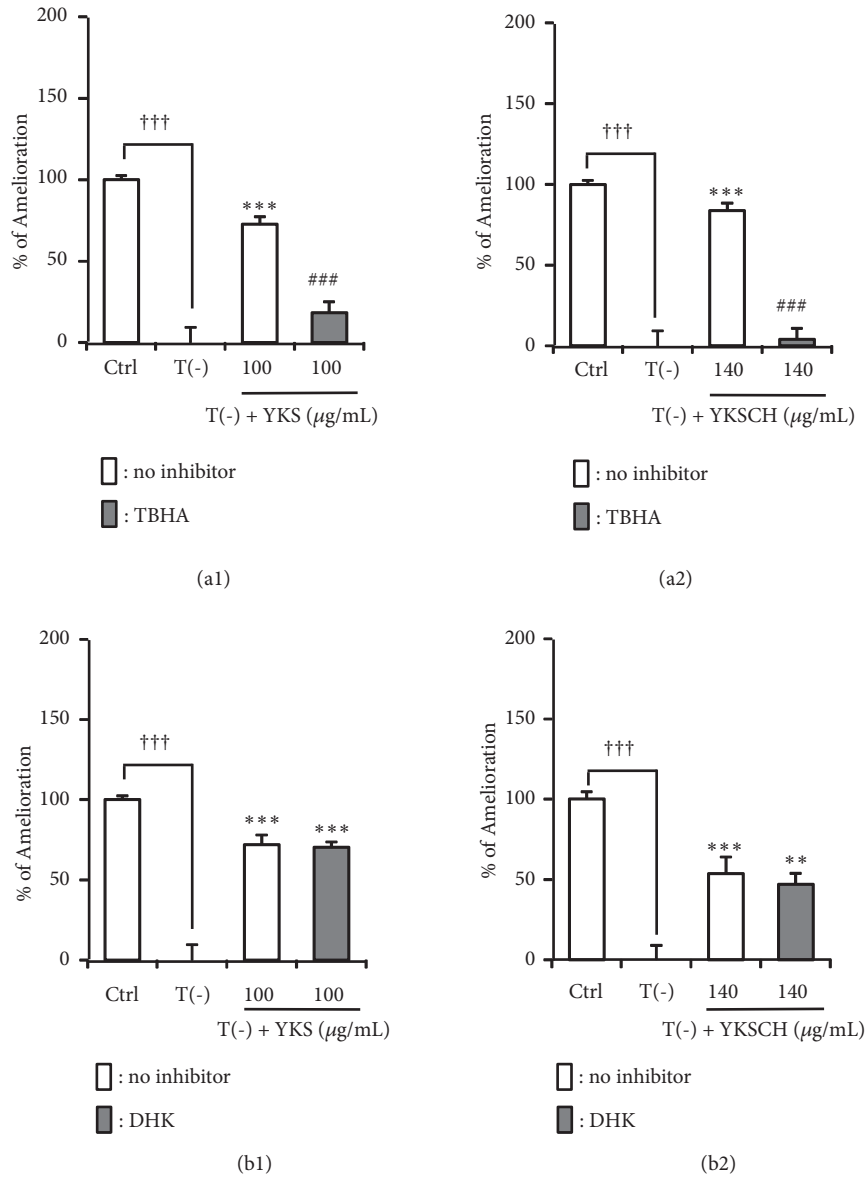 200
150
100
50
0
% of Amelioration
†††
***
###
Ctrl
T(-)
100
100
T(-) + YKS (μg/mL)
: no inhibitor
: TBHA
(a1)
200
150
100
50
0
% of Amelioration
†††
***
###
Ctrl
T(-)
140
140
T(-) + YKSCH (μg/mL)
: no inhibitor
: TBHA
(a2)
200
150
100
50
0
% of Amelioration
†††
***
***
Ctrl
T(-)
100
100
T(-) + YKS (μg/mL)
: no inhibitor
: DHK
(b1)
200
150
100
50
0
% of Amelioration
†††
***
**
Ctrl
T(-)
140
140
T(-) + YKSCH (μg/mL)
: no inhibitor
: DHK
(b2)